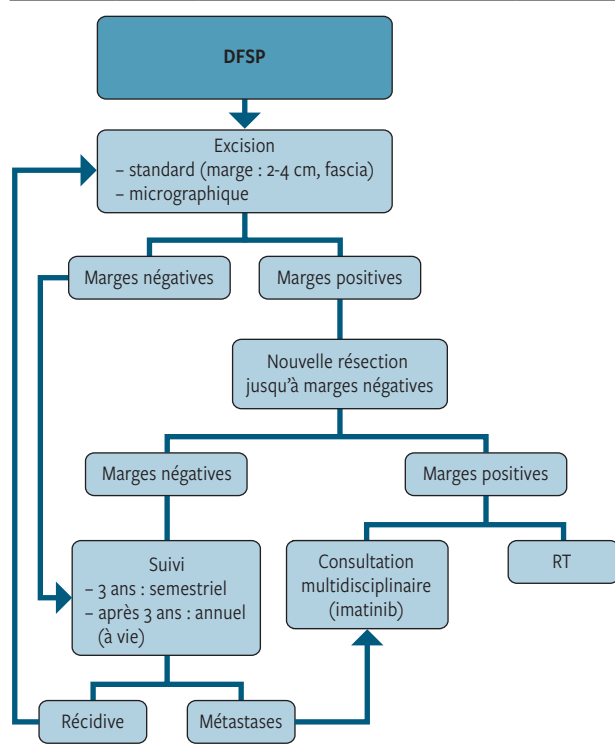 DFSP
Excision
– standard (marge : 2-4 cm, fascia)
– micrographique
Marges négatives
Marges positives
Nouvelle résection
jusqu'à marges négatives
Marges négatives
Marges positives
Suivi
– 3 ans : semestriel
– après 3 ans : annuel
(à vie)
Consultation
multidisciplinaire
(imatinib)
RT
Récidive
Métastases